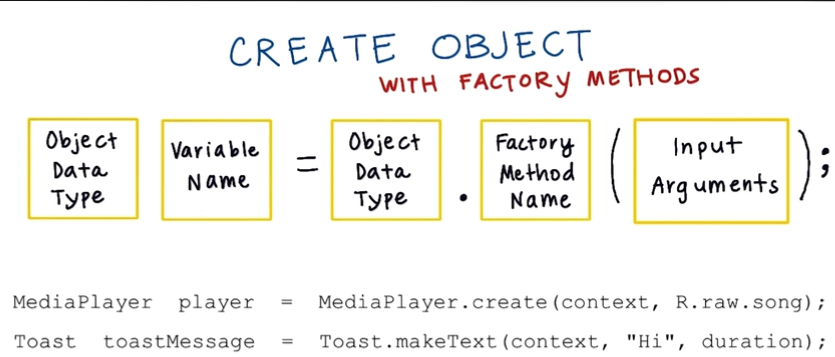 CREATE OBJECT
WITH FACTORY METHODS
Object Data Type Variable Name = Object Data Type . Factory Method Name ( Input Arguments ) ;
MediaPlayer player = MediaPlayer.create(context, R.raw.song);
Toast toastMessage = Toast.makeText(context, "Hi", duration);